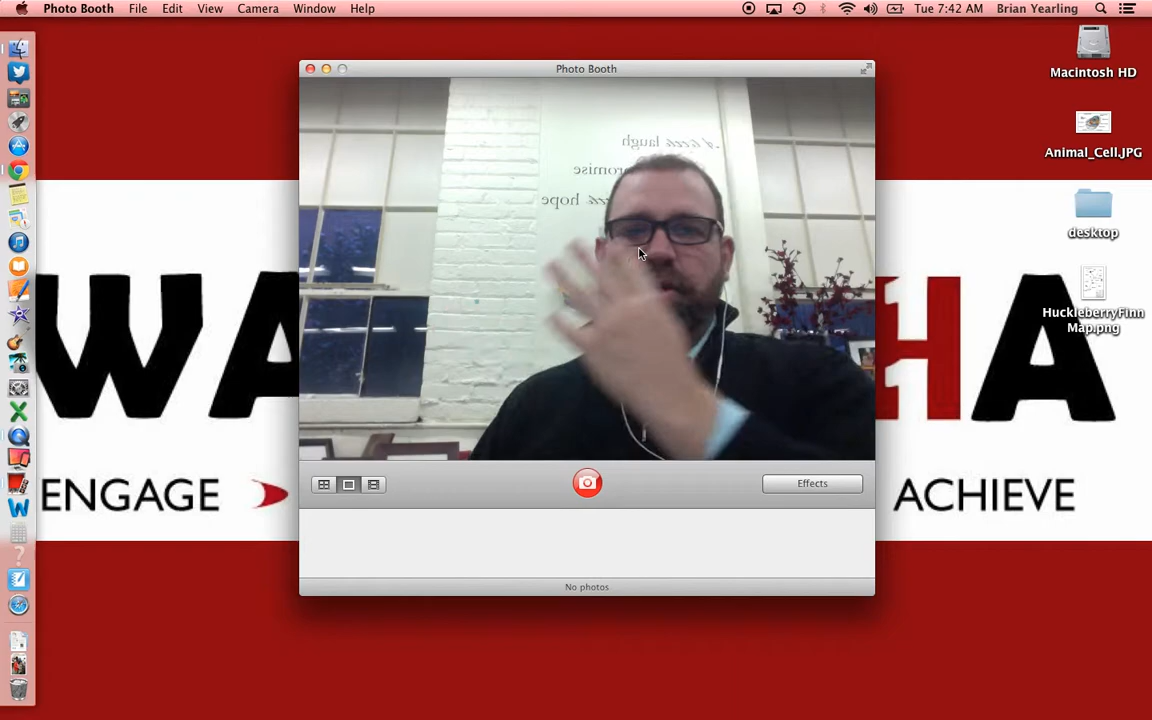 Photo Booth File Edit View Camera Window Help Tue 7:42 AM Brian Yearling
Photo Booth
Macintosh HD
Animal_Cell.JPG
desktop
HuckleberryFinn
Map.png
laugh
hope
WA HA
ENGAGE ACHIEVE
Effects
No photos